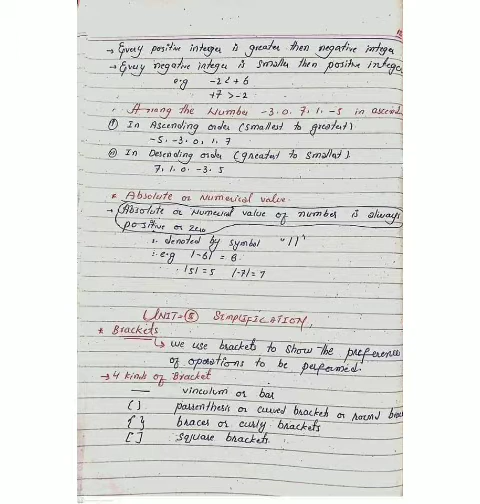 → Every positive integer is greater then negative integer
→ Every negative integer is smaller then positive integer
e.g -2 < + 6
+7 > -2
Arrang the Number -3, 0, 7, 1, -5 in ascend
① In Ascending order (smallest to greatest)
-5, -3, 0, 1, 7
② In Descending order (greatest to smallest)
7, 1, 0, -3, 5
* Absolute or Numerical value
→ Absolute or Numerical value of number is always
positive or zero
∴ denoted by symbol "| |"
∴ e.g |-6| = 6
|5| = 5 |-7| = 7
UNIT=⑤ SIMPLIFICATION,
* Brackets
↳ we use brackets to show the preference
of operations to be performed.
→ 4 kinds of Bracket
— vinculum or bar
( ) parenthesis or curved brackets or round brac
{ } braces or curly brackets
[ ] square brackets